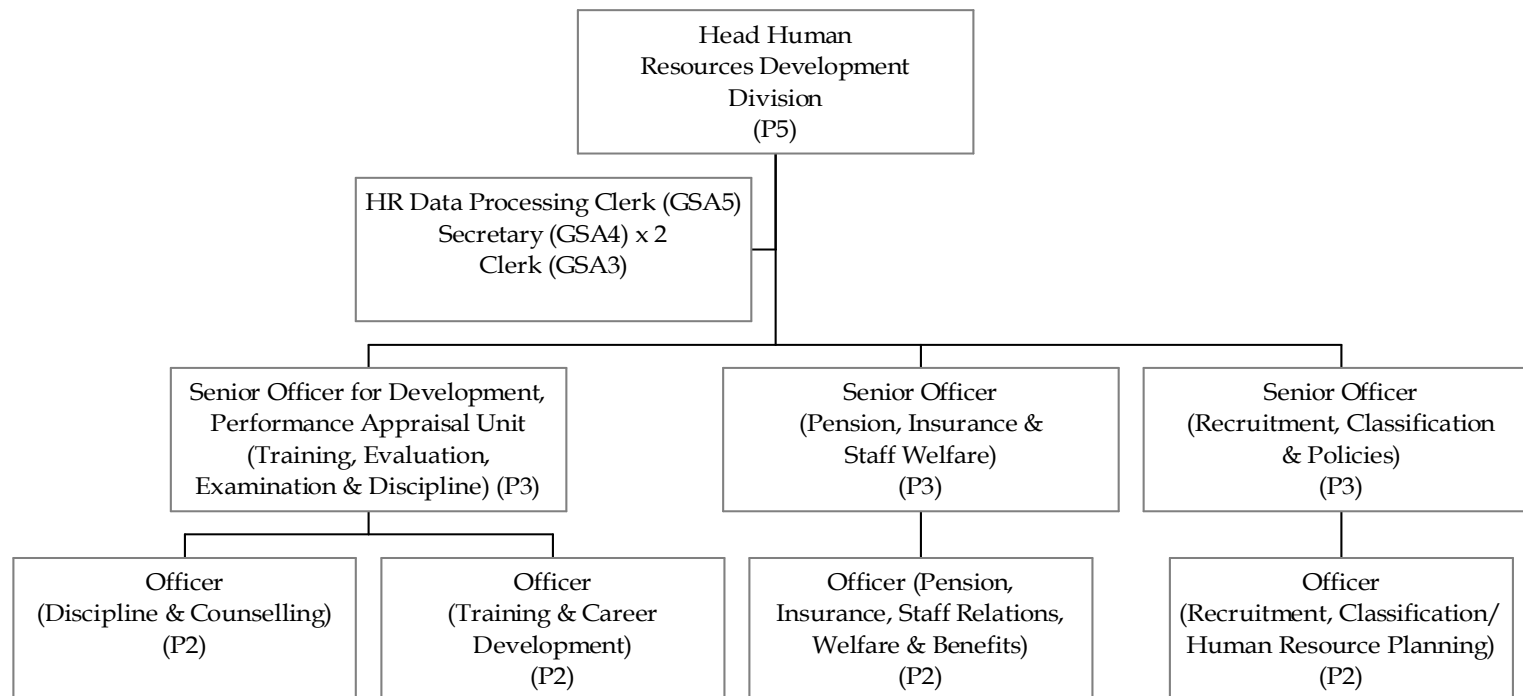 Head Human
Resources Development
Division
(P5)
HR Data Processing Clerk (GSA5)
Secretary (GSA4) x 2
Clerk (GSA3)
Senior Officer for Development,
Performance Appraisal Unit
(Training, Evaluation,
Examination & Discipline) (P3)
Senior Officer
(Pension, Insurance &
Staff Welfare)
(P3)
Senior Officer
(Recruitment, Classification
& Policies)
(P3)
Officer
(Discipline & Counselling)
(P2)
Officer
(Training & Career
Development)
(P2)
Officer (Pension,
Insurance, Staff Relations,
Welfare & Benefits)
(P2)
Officer
(Recruitment, Classification/
Human Resource Planning)
(P2)